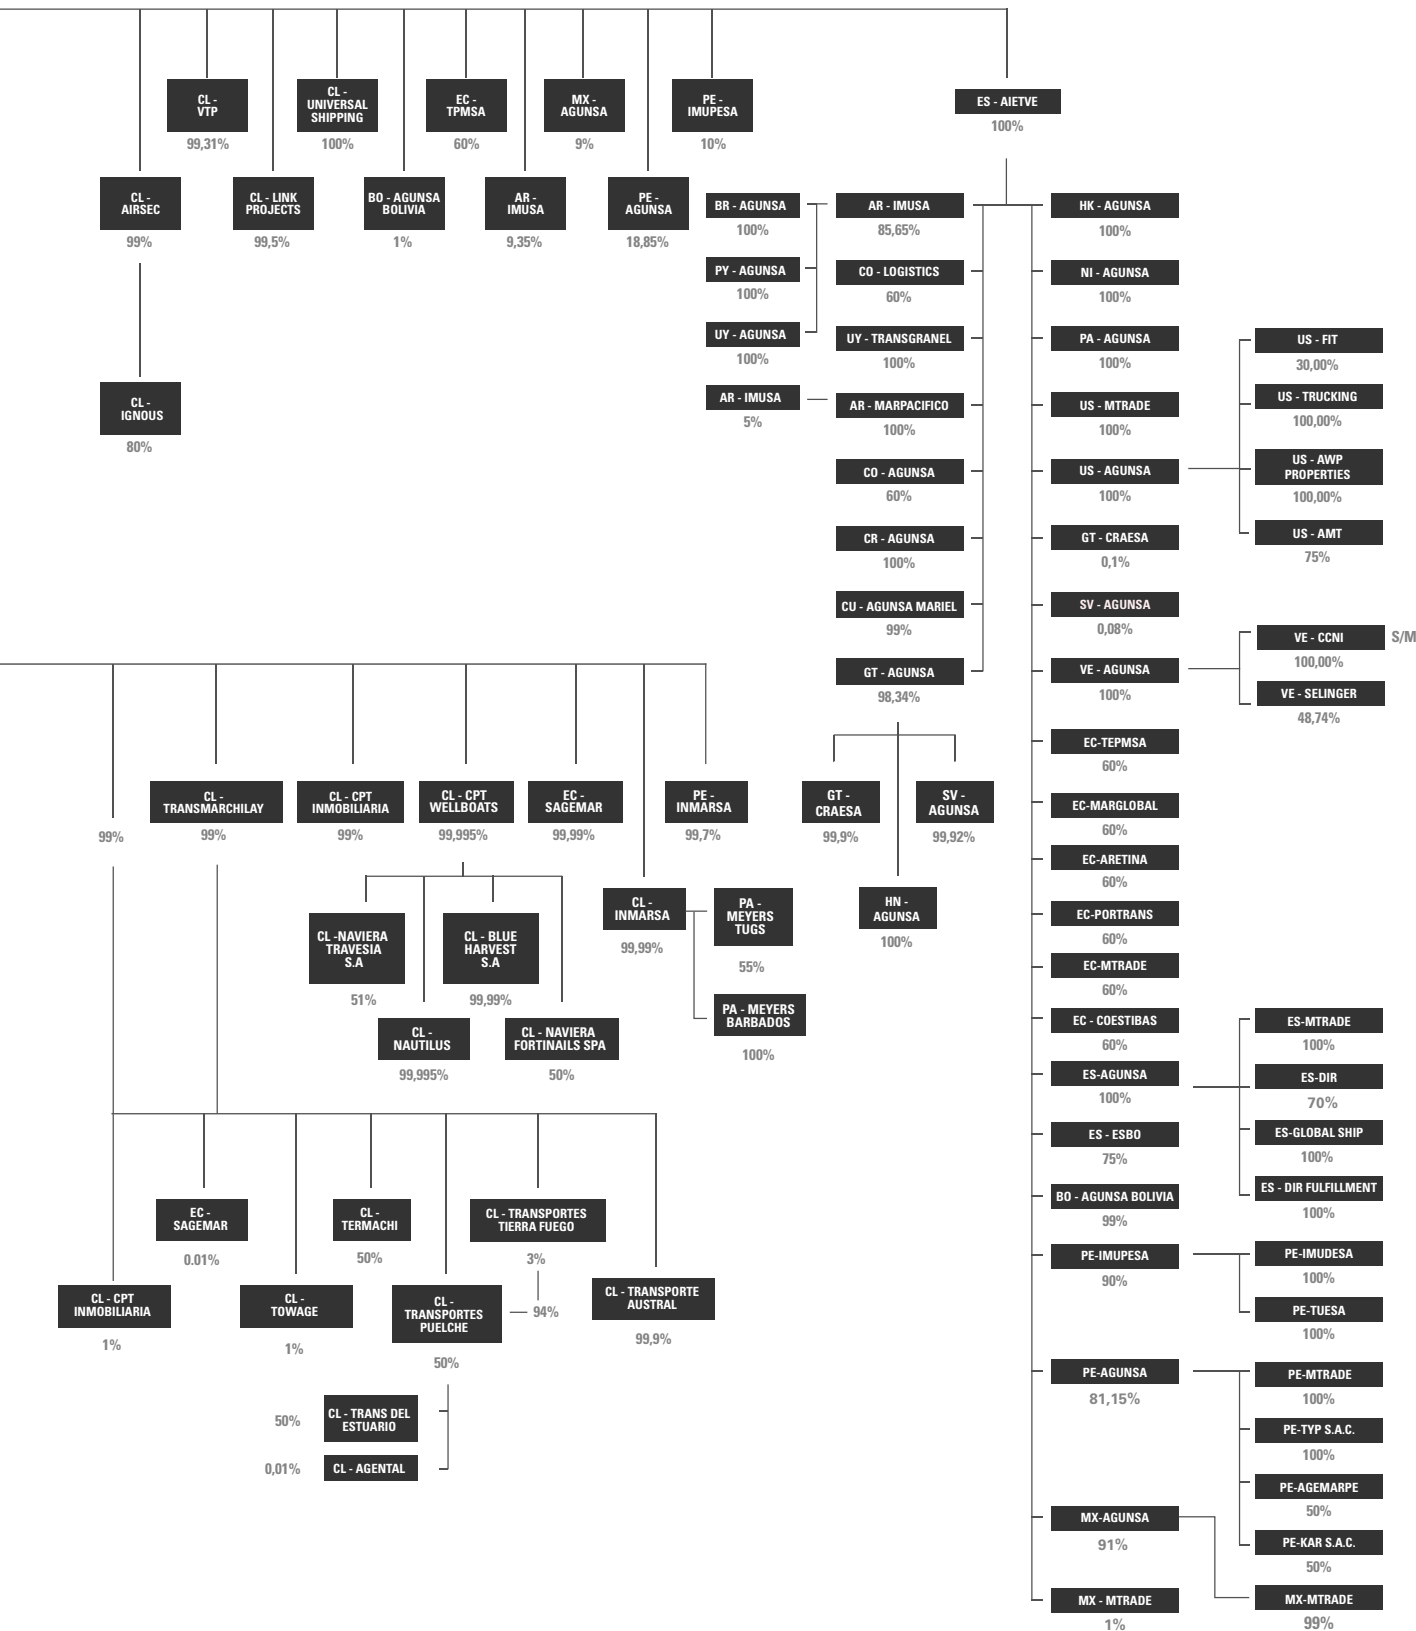 CL -
VTP
99,31%
CL -
UNIVERSAL
SHIPPING
100%
EC -
TPMSA
60%
MX -
AGUNSA
9%
PE -
IMUPESA
10%
ES - AIETVE
100%
CL -
AIRSEC
99%
CL - LINK
PROJECTS
99,5%
BO - AGUNSA
BOLIVIA
1%
AR -
IMUSA
9,35%
PE -
AGUNSA
18,85%
CL -
IGNOUS
80%
BR - AGUNSA
100%
PY - AGUNSA
100%
UY - AGUNSA
100%
AR - IMUSA
5%
AR - IMUSA
85,65%
CO - LOGISTICS
60%
UY - TRANSGRANEL
100%
AR - MARPACIFICO
100%
CO - AGUNSA
60%
CR - AGUNSA
100%
CU - AGUNSA MARIEL
99%
GT - AGUNSA
98,34%
GT -
CRAESA
99,9%
SV -
AGUNSA
99,92%
HN -
AGUNSA
100%
HK - AGUNSA
100%
NI - AGUNSA
100%
PA - AGUNSA
100%
US - MTRADE
100%
US - AGUNSA
100%
GT - CRAESA
0,1%
SV - AGUNSA
0,08%
VE - AGUNSA
100%
EC-TEPMSA
60%
EC-MARGLOBAL
60%
EC-ARETINA
60%
EC-PORTRANS
60%
EC-MTRADE
60%
EC - COESTIBAS
60%
ES-AGUNSA
100%
ES - ESBO
75%
BO - AGUNSA BOLIVIA
99%
PE-IMUPESA
90%
PE-AGUNSA
81,15%
MX-AGUNSA
91%
MX - MTRADE
1%
US - FIT
30,00%
US - TRUCKING
100,00%
US - AWP
PROPERTIES
100,00%
US - AMT
75%
VE - CCNI
S/M
100,00%
VE - SELINGER
48,74%
ES-MTRADE
100%
ES-DIR
70%
ES-GLOBAL SHIP
100%
ES - DIR FULFILLMENT
100%
PE-IMUDESA
100%
PE-TUESA
100%
PE-MTRADE
100%
PE-TYP S.A.C.
100%
PE-AGEMARPE
50%
PE-KAR S.A.C.
50%
MX-MTRADE
99%
99%
CL -
TRANSMARCHILAY
99%
CL - CPT
INMOBILIARIA
99%
CL - CPT
WELLBOATS
99,995%
EC -
SAGEMAR
99,99%
PE -
INMARSA
99,7%
CL -NAVIERA
TRAVESIA
S.A
51%
CL - BLUE
HARVEST
S.A
99,99%
CL -
INMARSA
99,99%
PA -
MEYERS
TUGS
55%
PA - MEYERS
BARBADOS
100%
CL -
NAUTILUS
99,995%
CL - NAVIERA
FORTINAILS SPA
50%
EC -
SAGEMAR
0.01%
CL -
TERMACHI
50%
CL - TRANSPORTES
TIERRA FUEGO
3%
CL - CPT
INMOBILIARIA
1%
CL -
TOWAGE
1%
CL -
TRANSPORTES
PUELCHE
50%
94%
CL - TRANSPORTE
AUSTRAL
99,9%
50%
CL - TRANS DEL
ESTUARIO
0,01%
CL - AGENTAL